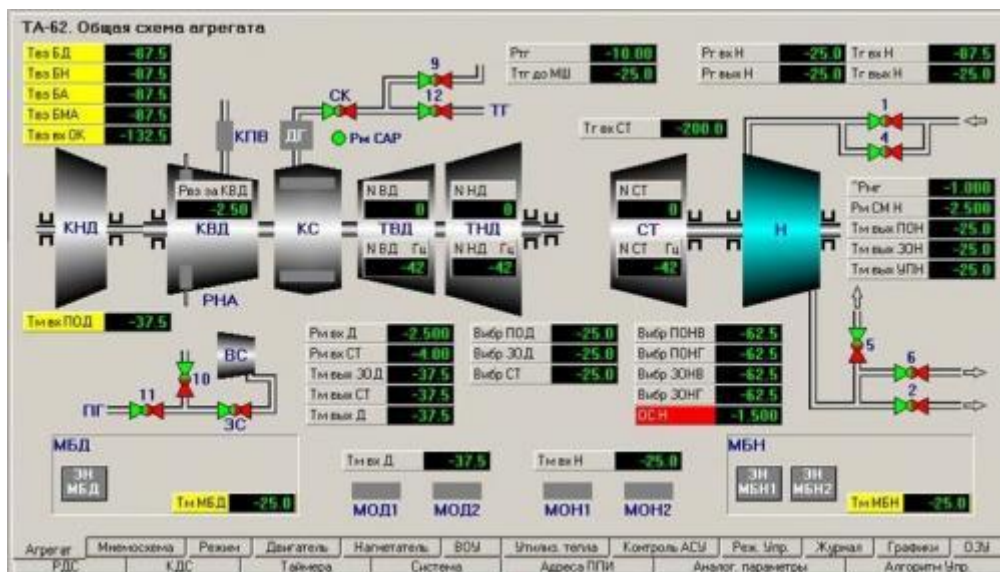 ТА-62. Общая схема агрегата
Твз БД -87.5
Твз БН -87.5
Твз БА -87.5
Твз БМА -87.5
Твз вх ОК -132.5
Ртг -10.00
Ттг до МШ -25.0
Рг вх Н -25.0 Тг вх Н -87.5
Рг вых Н -25.0 Тг вых Н -25.0
9
СК
12
ТГ
КПВ
ДГ
Рм САР
Тг вх СТ -200.0
1
4
Рвз за КВД
-2.50
N ВД
0
N НД
0
N СТ
0
КНД
КВД
КС
ТВД
ТНД
СТ
Н
N ВД Гц
-42
N НД Гц
-42
N СТ Гц
-42
^Рмг -1.000
Рм СМ Н -2.500
Тм вых ПОН -25.0
Тм вых ЗОН -25.0
Тм вых УПН -25.0
РНА
Тм вх ПОД -37.5
Рм вх Д -2.500
Рм вх СТ -4.00
Тм вых ЗОД -37.5
Тм вых СТ -37.5
Тм вых Д -37.5
Вибр ПОД -25.0
Вибр ЗОД -25.0
Вибр СТ -25.0
Вибр ПОНВ -62.5
Вибр ПОНГ -62.5
Вибр ЗОНВ -62.5
Вибр ЗОНГ -62.5
ОС Н -1.500
5
6
2
ВС
10
11
ПГ
ЗС
МБД
ЭН
МБД
Тм МБД -25.0
Тм вх Д -37.5
Тм вх Н -25.0
МОД1 МОД2 МОН1 МОН2
МБН
ЭН
МБН1
ЭН
МБН2
Тм МБН -25.0
Агрегат Мнемосхема Режим Двигатель Нагнетатель ВОУ Утилиз. тепла Контроль АСУ Реж. Упр. Журнал Графики ОЗУ
РДС КДС Таймера Система Адреса ППИ Аналог. параметры Алгоритм Упр.